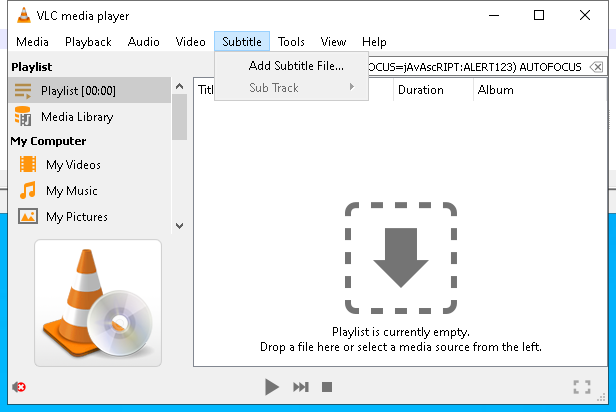 VLC media player
Media Playback Audio Video Subtitle Tools View Help
Playlist
Add Subtitle File...
OCUS=jAvAscRIPT:ALERT123) AUTOFOCUS
Playlist [00:00]
Sub Track
Duration Album
Media Library
My Computer
My Videos
My Music
My Pictures
Playlist is currently empty.
Drop a file here or select a media source from the left.